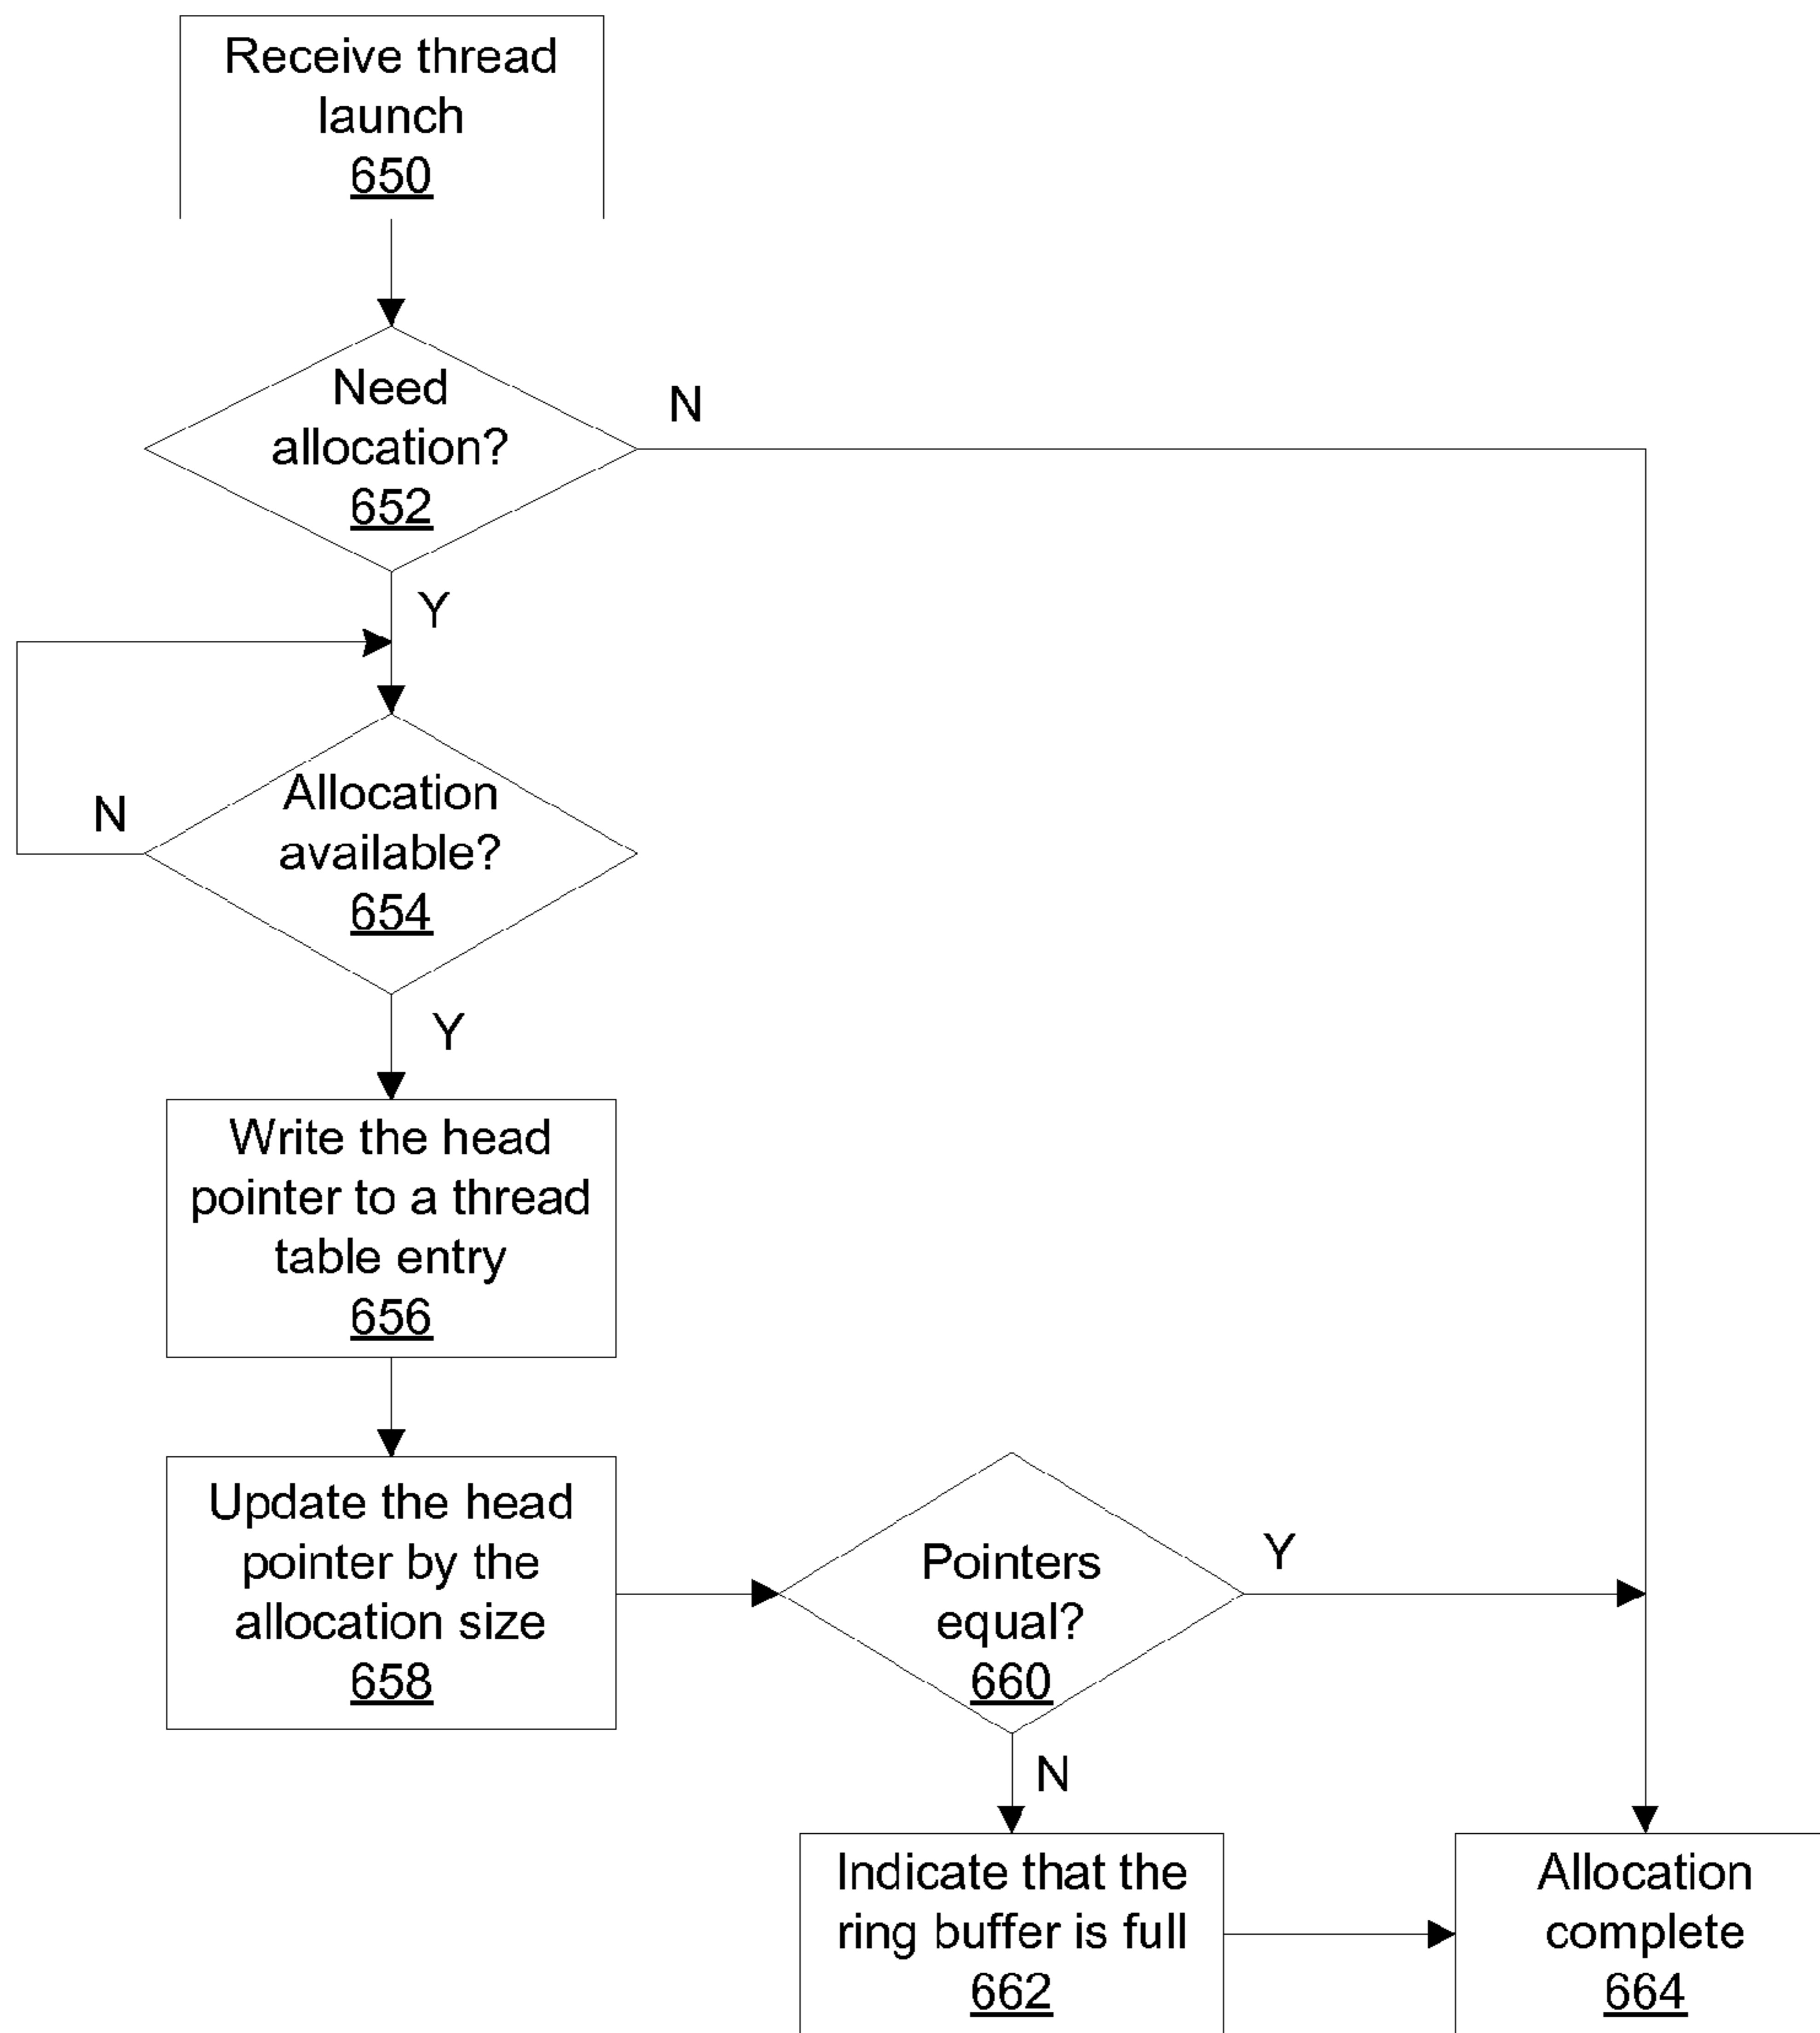 Receive thread
launch
650
Need
allocation?
652
N
Y
Allocation
available?
654
N
Y
Write the head
pointer to a thread
table entry
656
Update the head
pointer by the
allocation size
658
Pointers
equal?
660
Y
N
Indicate that the
ring buffer is full
662
Allocation
complete
664